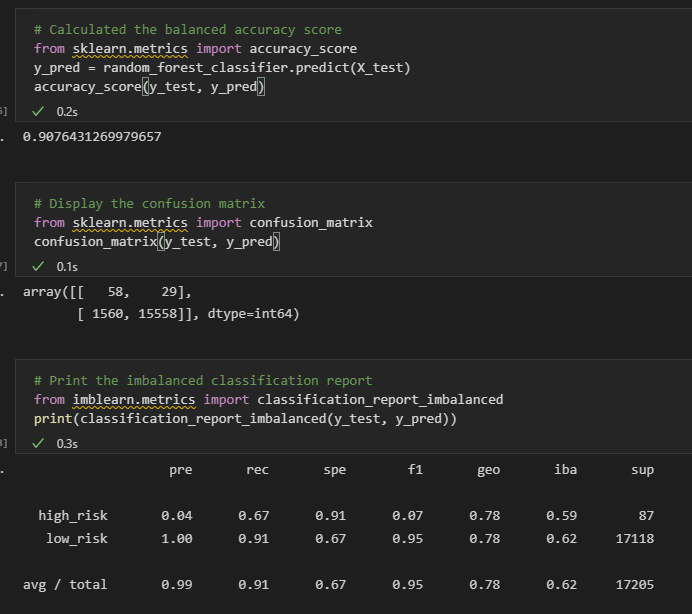 # Calculated the balanced accuracy score
from sklearn.metrics import accuracy_score
y_pred = random_forest_classifier.predict(X_test)
accuracy_score(y_test, y_pred)
✓ 0.2s
0.9076431269979657
# Display the confusion matrix
from sklearn.metrics import confusion_matrix
confusion_matrix(y_test, y_pred)
✓ 0.1s
array([[   58,    29],
       [ 1560, 15558]], dtype=int64)
# Print the imbalanced classification report
from imblearn.metrics import classification_report_imbalanced
print(classification_report_imbalanced(y_test, y_pred))
✓ 0.3s
pre rec spe f1 geo iba sup
high_risk 0.04 0.67 0.91 0.07 0.78 0.59 87
low_risk 1.00 0.91 0.67 0.95 0.78 0.62 17118
avg / total 0.99 0.91 0.67 0.95 0.78 0.62 17205